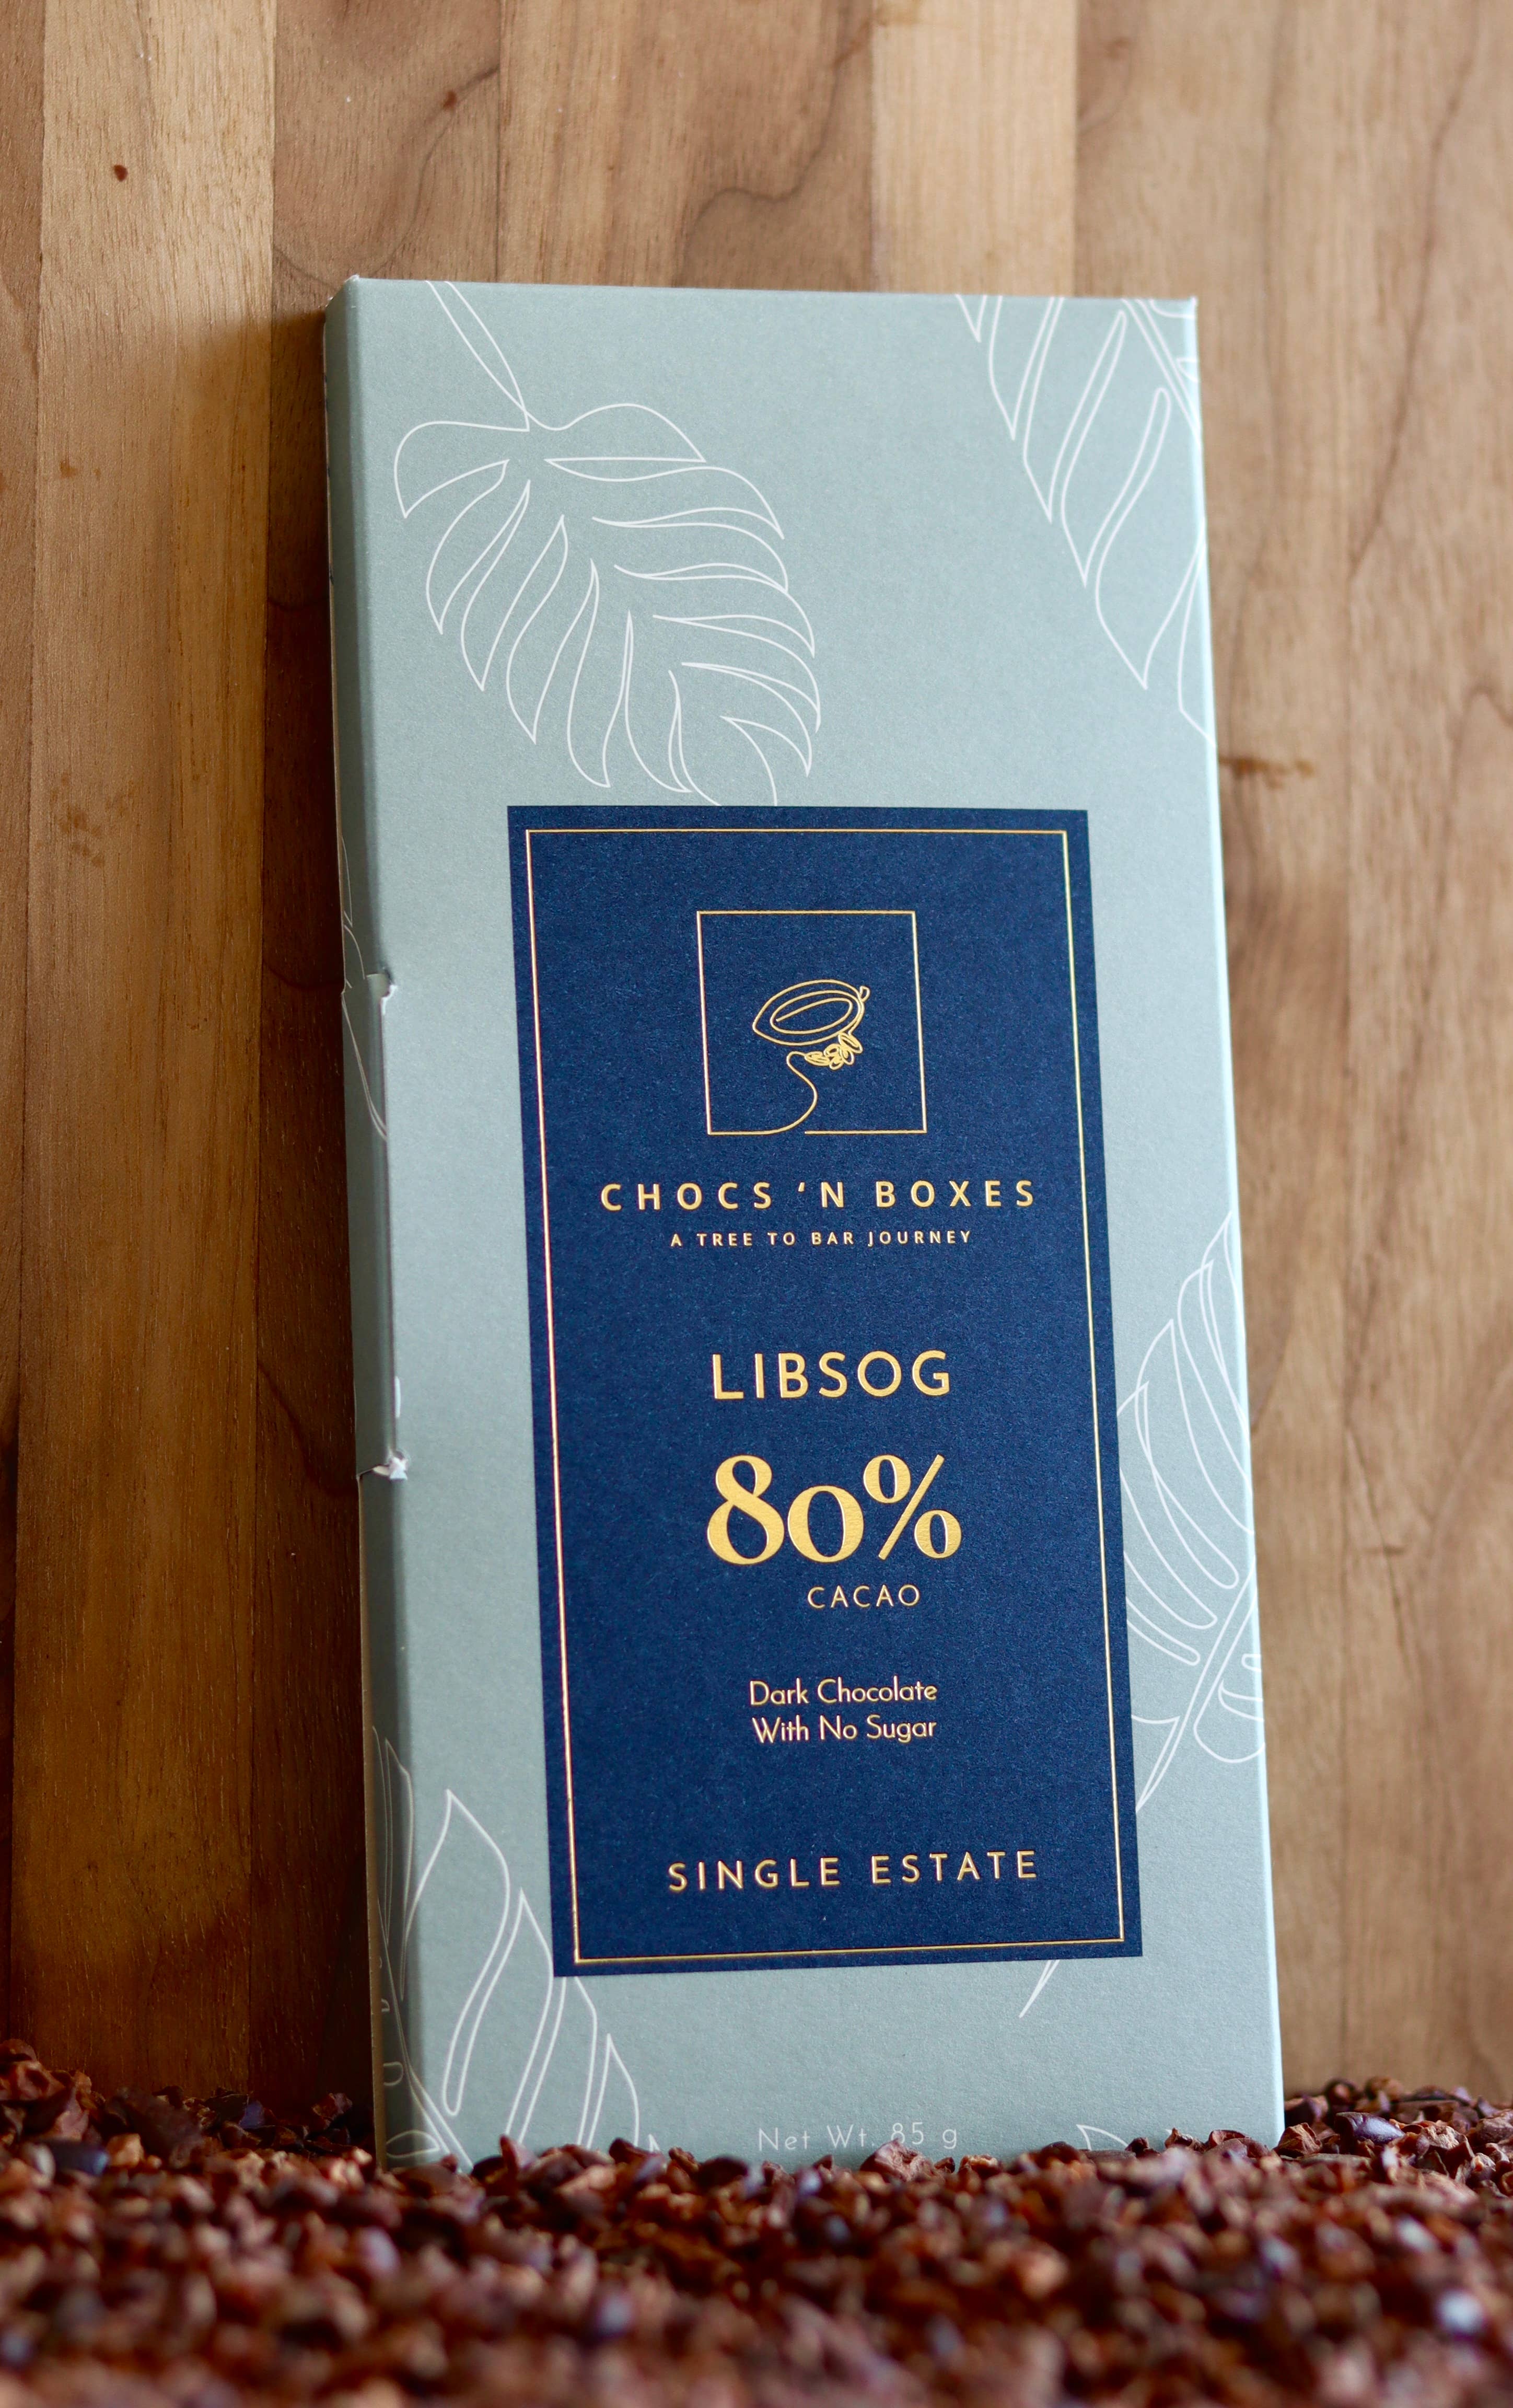 CHOCS ‘N BOXES
A TREE TO BAR JOURNEY
LIBSOG
80%
CACAO
Dark Chocolate
With No Sugar
SINGLE ESTATE
Net Wt. 85 g